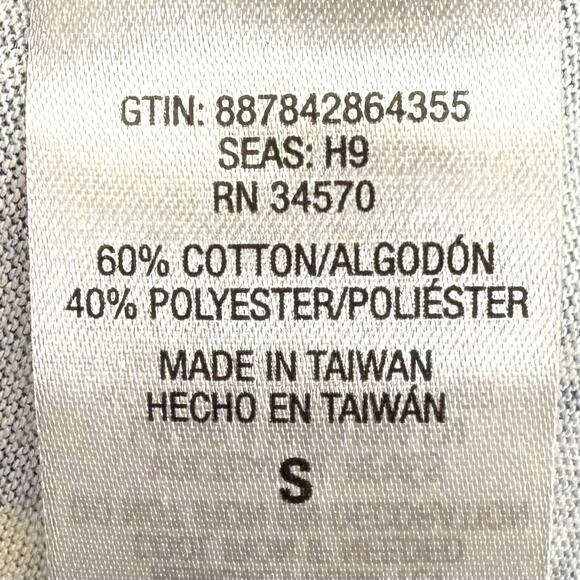 GTIN: 887842864355
SEAS: H9
RN 34570
60% COTTON/ALGODÓN
40% POLYESTER/POLIÉSTER
MADE IN TAIWAN
HECHO EN TAIWÁN
S